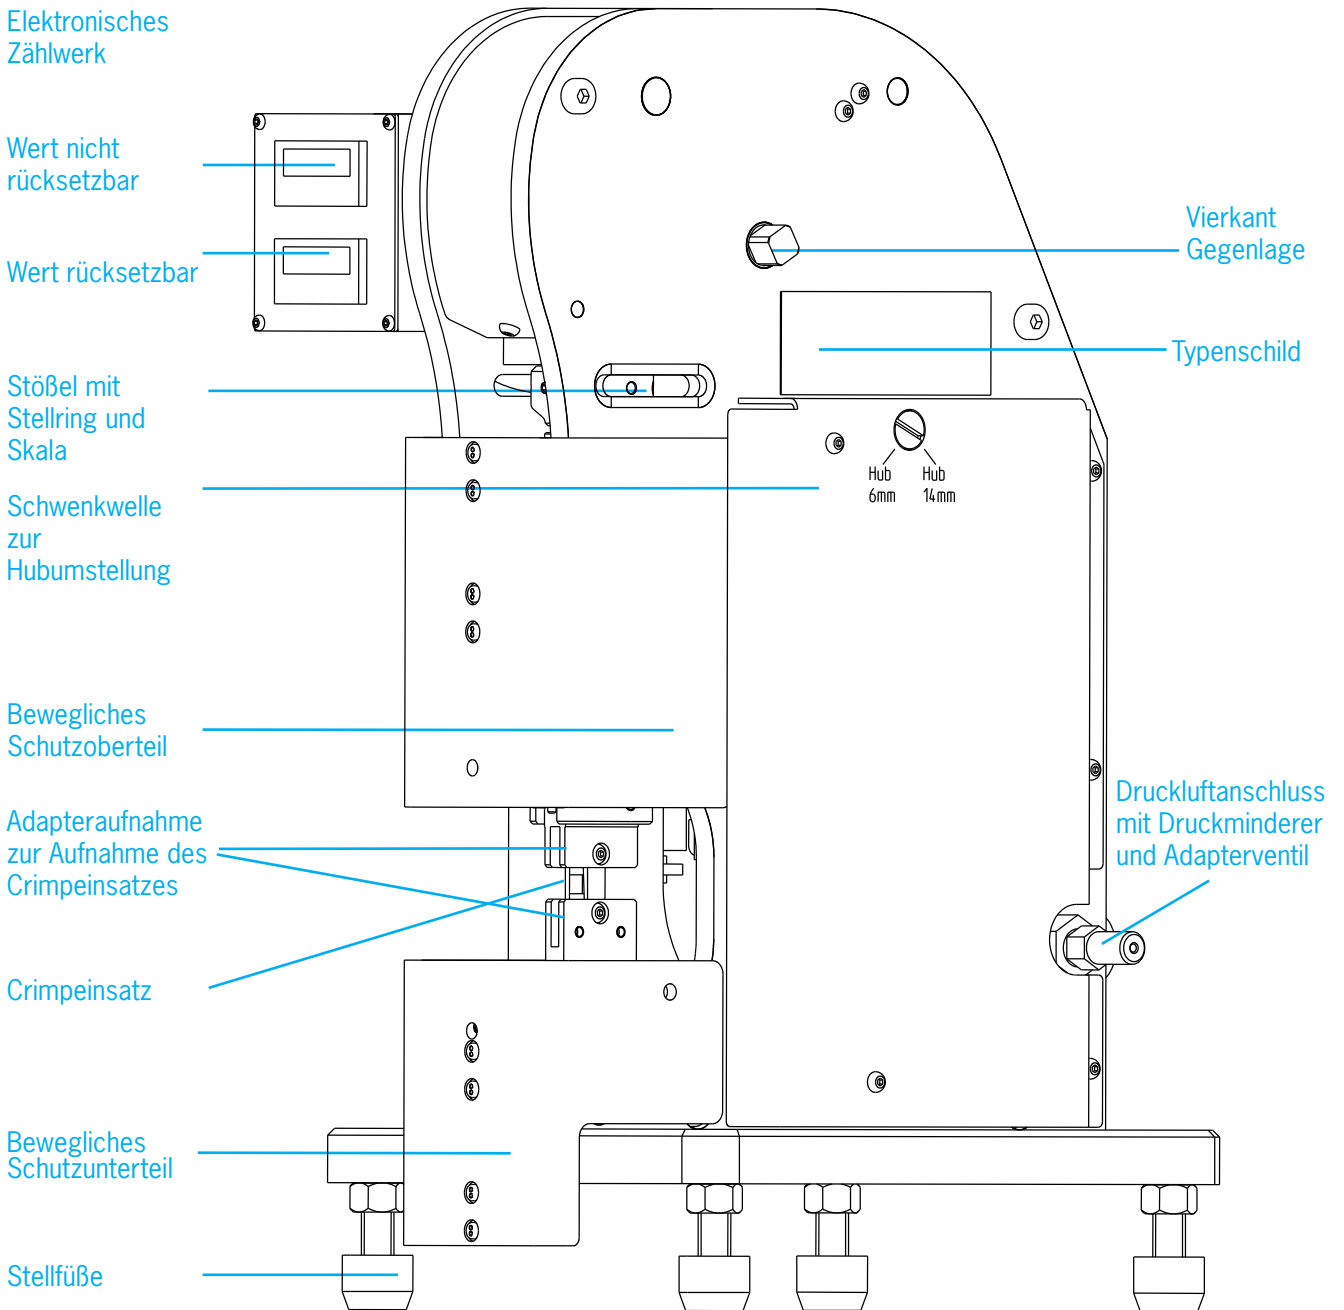 Elektronisches
Zählwerk
Wert nicht
rücksetzbar
Wert rücksetzbar
Stößel mit
Stellring und
Skala
Schwenkwelle
zur
Hubumstellung
Bewegliches
Schutzoberteil
Adapteraufnahme
zur Aufnahme des
Crimpeinsatzes
Crimpeinsatz
Bewegliches
Schutzunterteil
Stellfüße
Hub
6mm
Hub
14mm
Vierkant
Gegenlage
Typenschild
Druckluftanschluss
mit Druckminderer
und Adapterventil